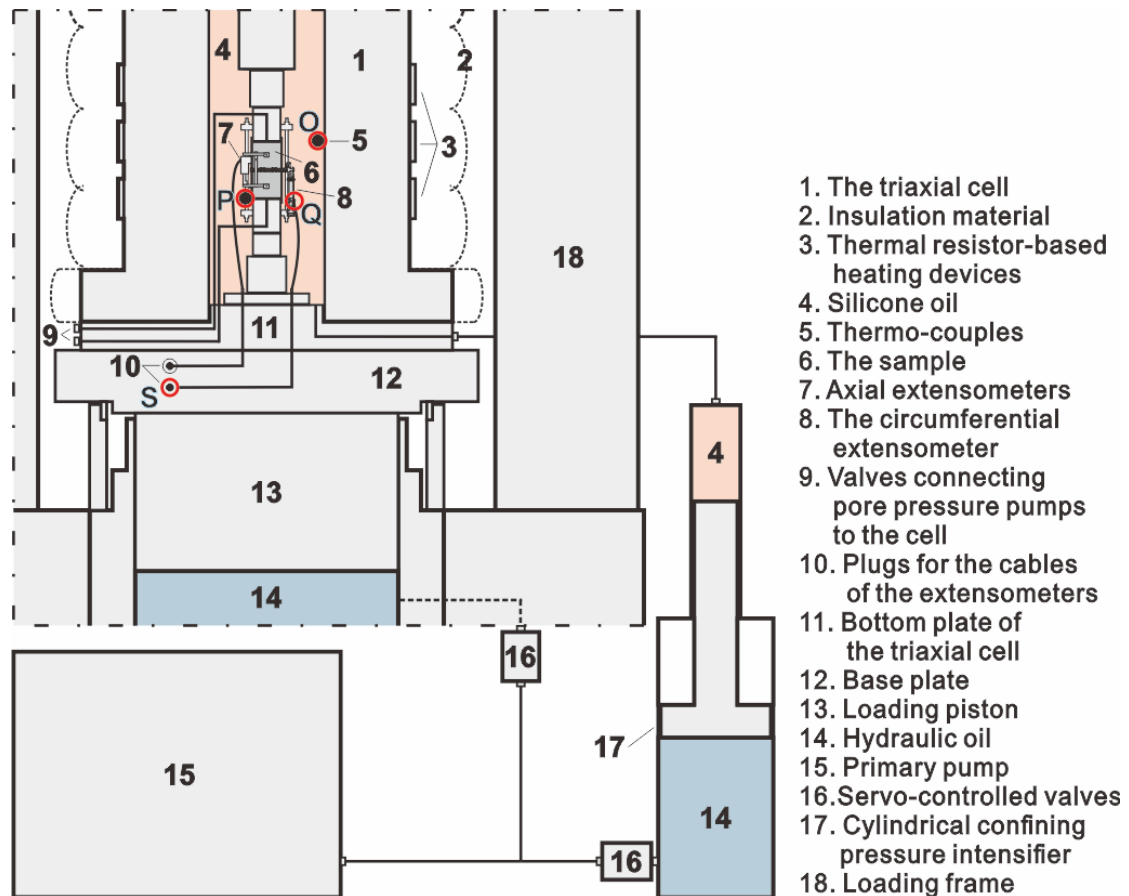 4
1
2
O
7
5
3
6
P
8
Q
18
9
11
10
12
S
4
13
14
16
17
15
14
16
1. The triaxial cell
2. Insulation material
3. Thermal resistor-based
heating devices
4. Silicone oil
5. Thermo-couples
6. The sample
7. Axial extensometers
8. The circumferential
extensometer
9. Valves connecting
pore pressure pumps
to the cell
10. Plugs for the cables
of the extensometers
11. Bottom plate of
the triaxial cell
12. Base plate
13. Loading piston
14. Hydraulic oil
15. Primary pump
16.Servo-controlled valves
17. Cylindrical confining
pressure intensifier
18. Loading frame